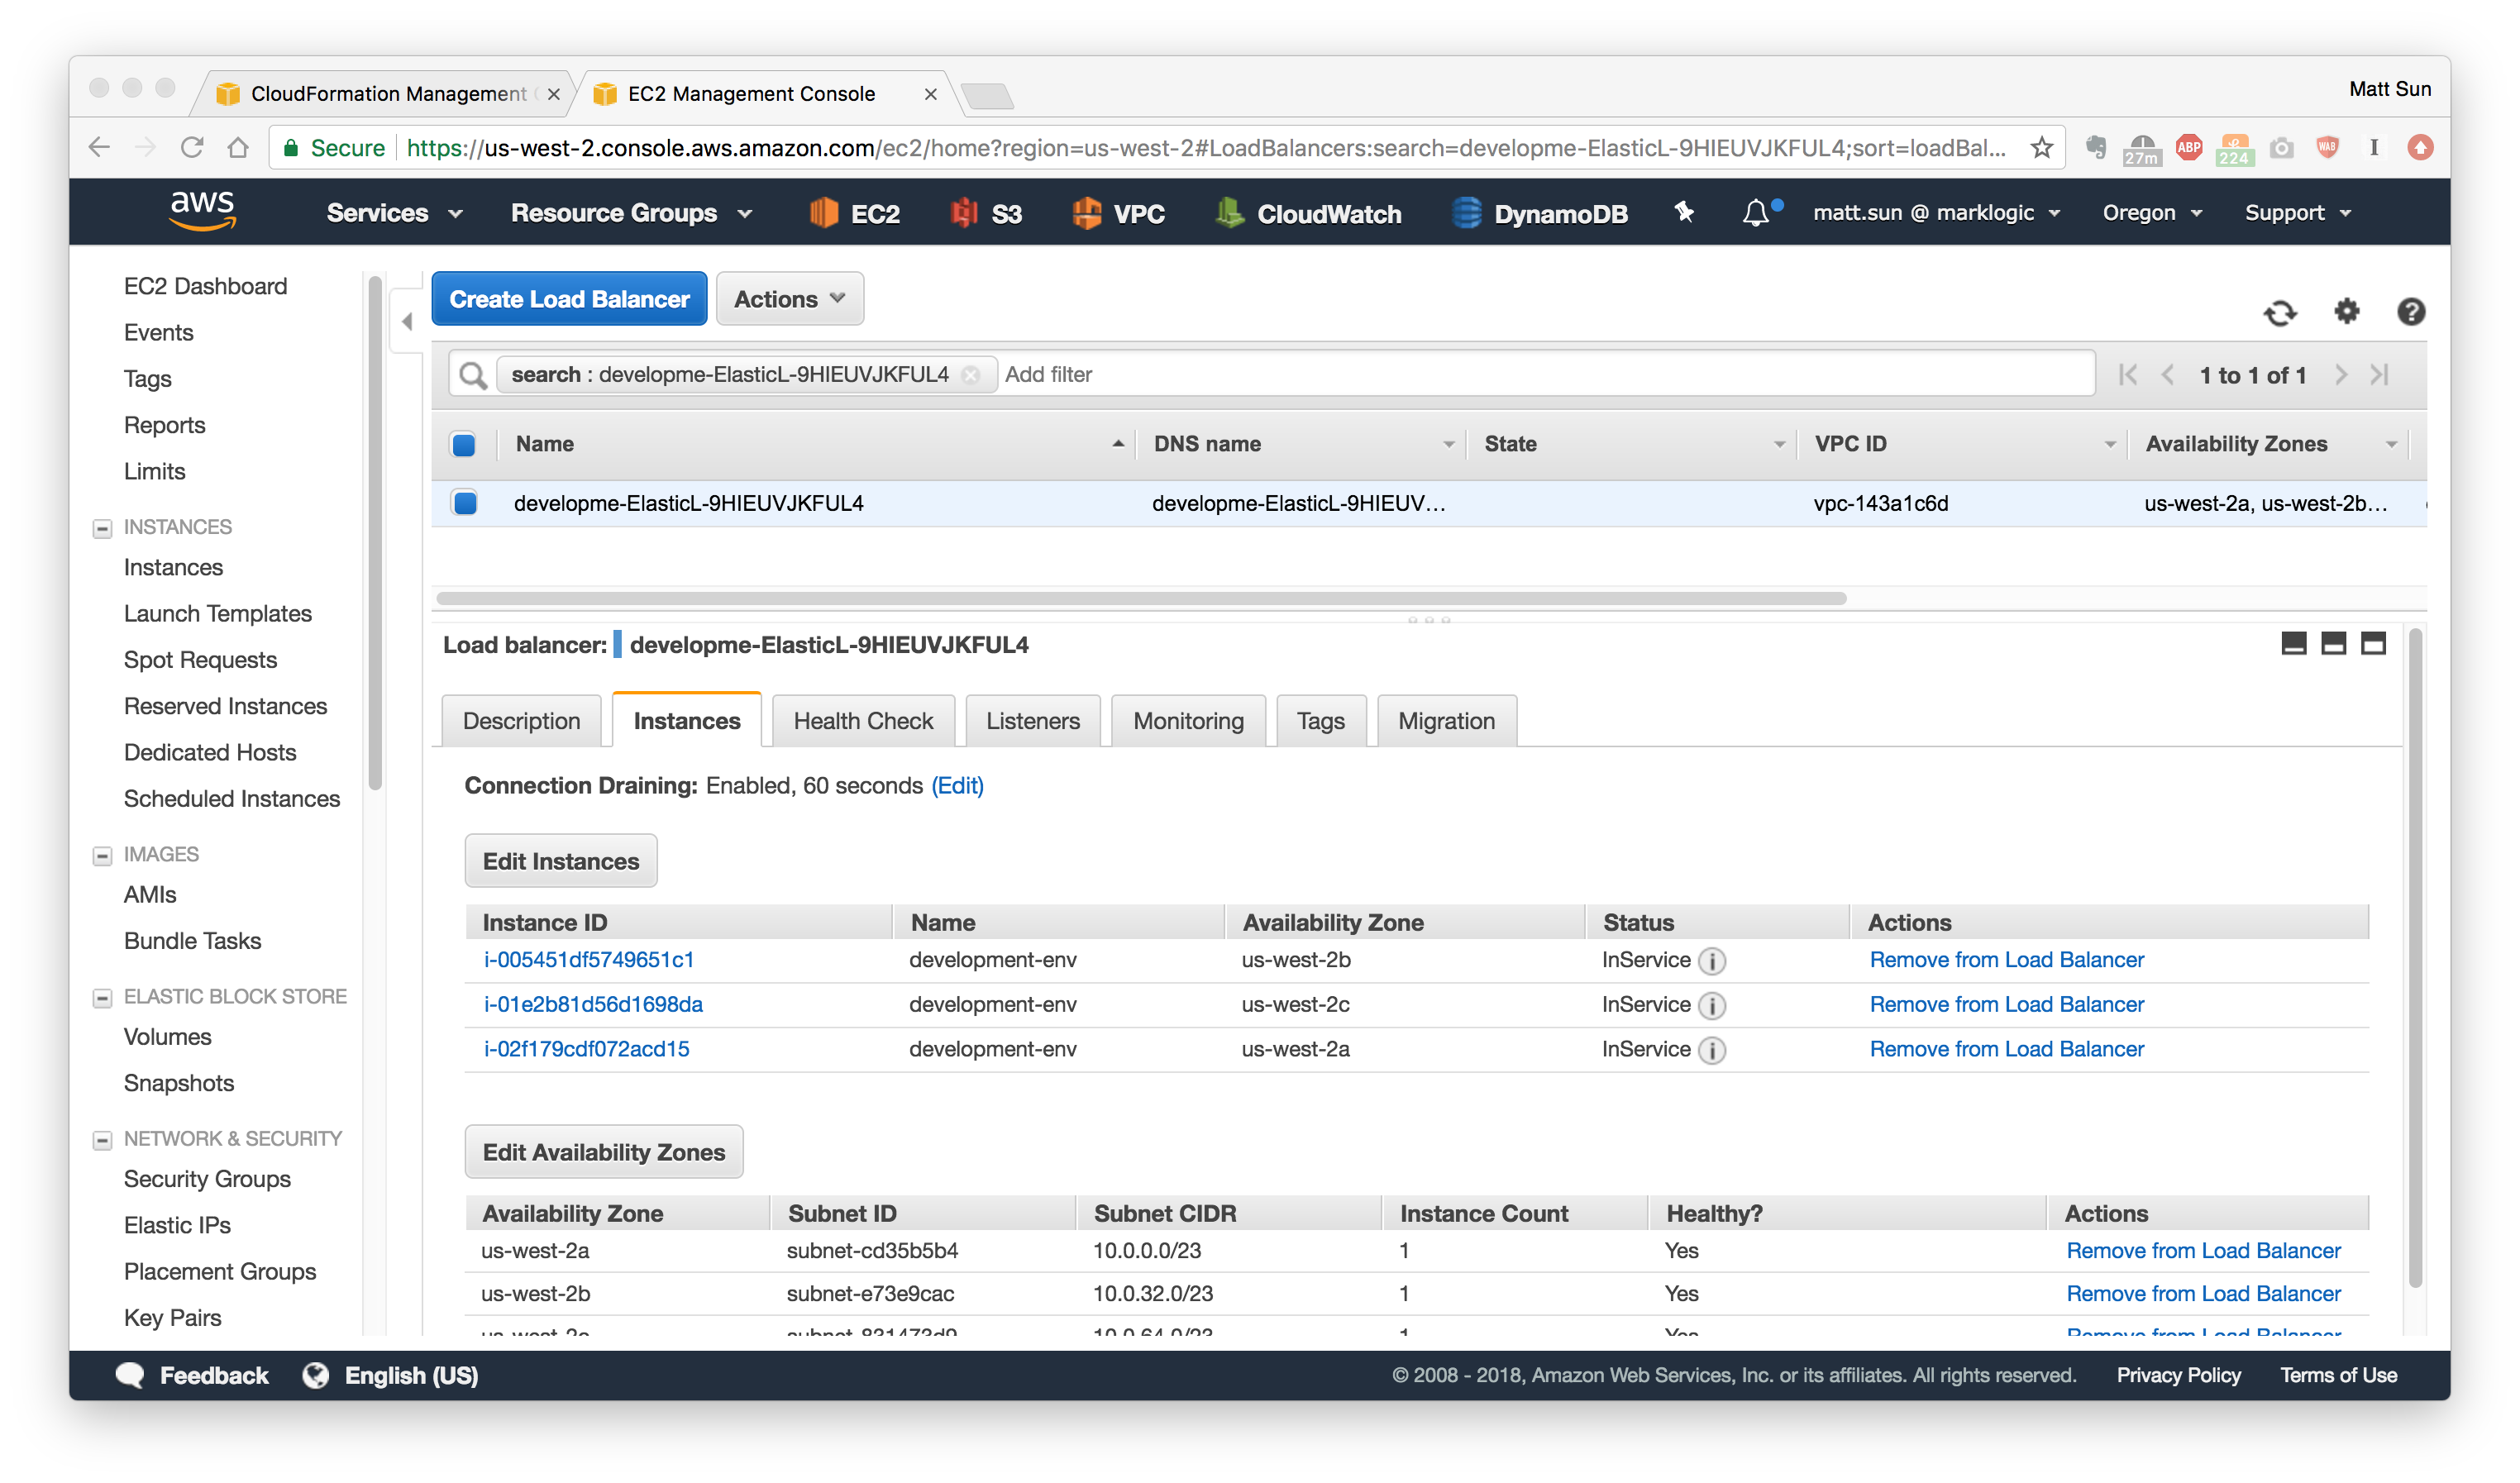 CloudFormation Management
EC2 Management Console
Matt Sun
Secure https://us-west-2.console.aws.amazon.com/ec2/home?region=us-west-2#LoadBalancers:search=developme-ElasticL-9HIEUVJKFUL4;sort=loadBal...
27m ABP 224 WAB I
aws Services Resource Groups EC2 S3 VPC CloudWatch DynamoDB matt.sun @ marklogic Oregon Support
EC2 Dashboard
Events
Tags
Reports
Limits
INSTANCES
Instances
Launch Templates
Spot Requests
Reserved Instances
Dedicated Hosts
Scheduled Instances
IMAGES
AMIs
Bundle Tasks
ELASTIC BLOCK STORE
Volumes
Snapshots
NETWORK & SECURITY
Security Groups
Elastic IPs
Placement Groups
Key Pairs
Create Load Balancer Actions
search : developme-ElasticL-9HIEUVJKFUL4 Add filter 1 to 1 of 1
Name DNS name State VPC ID Availability Zones
developme-ElasticL-9HIEUVJKFUL4 developme-ElasticL-9HIEUV... vpc-143a1c6d us-west-2a, us-west-2b...
Load balancer: developme-ElasticL-9HIEUVJKFUL4
Description Instances Health Check Listeners Monitoring Tags Migration
Connection Draining: Enabled, 60 seconds (Edit)
Edit Instances
Instance ID Name Availability Zone Status Actions
i-005451df5749651c1 development-env us-west-2b InService Remove from Load Balancer
i-01e2b81d56d1698da development-env us-west-2c InService Remove from Load Balancer
i-02f179cdf072acd15 development-env us-west-2a InService Remove from Load Balancer
Edit Availability Zones
Availability Zone Subnet ID Subnet CIDR Instance Count Healthy? Actions
us-west-2a subnet-cd35b5b4 10.0.0.0/23 1 Yes Remove from Load Balancer
us-west-2b subnet-e73e9cac 10.0.32.0/23 1 Yes Remove from Load Balancer
10.0.64.0/23 1 Yes Remove from Load Balancer
Feedback English (US) © 2008 - 2018, Amazon Web Services, Inc. or its affiliates. All rights reserved. Privacy Policy Terms of Use